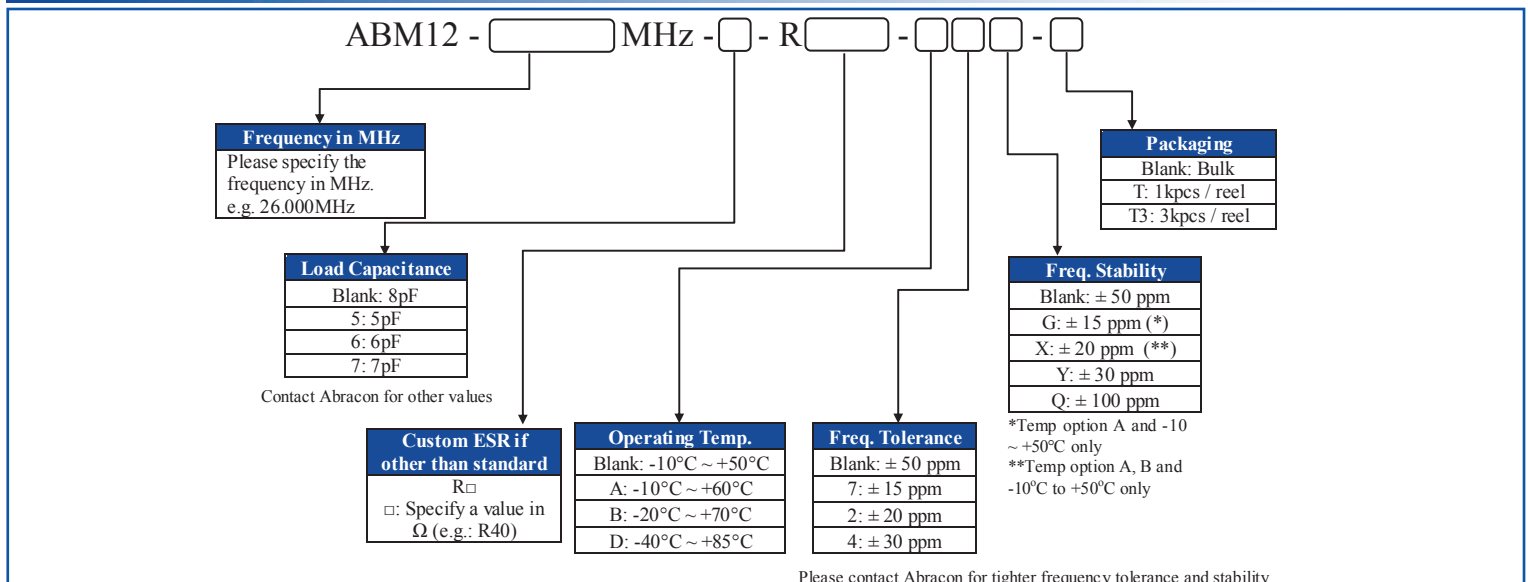 ABM12 - MHz - - R - -
Frequency in MHz
Please specify the
frequency in MHz.
e.g. 26.000MHz
Packaging
Blank: Bulk
T: 1kpcs / reel
T3: 3kpcs / reel
Load Capacitance
Blank: 8pF
5: 5pF
6: 6pF
7: 7pF
Contact Abracon for other values
Freq. Stability
Blank: ± 50 ppm
G: ± 15 ppm (*)
X: ± 20 ppm (**)
Y: ± 30 ppm
Q: ± 100 ppm
*Temp option A and -10
~ +50°C only
**Temp option A, B and
-10°C to +50°C only
Custom ESR if
other than standard
R□
□: Specify a value in
Ω (e.g.: R40)
Operating Temp.
Blank: -10°C ~ +50°C
A: -10°C ~ +60°C
B: -20°C ~ +70°C
D: -40°C ~ +85°C
Freq. Tolerance
Blank: ± 50 ppm
7: ± 15 ppm
2: ± 20 ppm
4: ± 30 ppm
Please contact Abracon for tighter frequency tolerance and stability